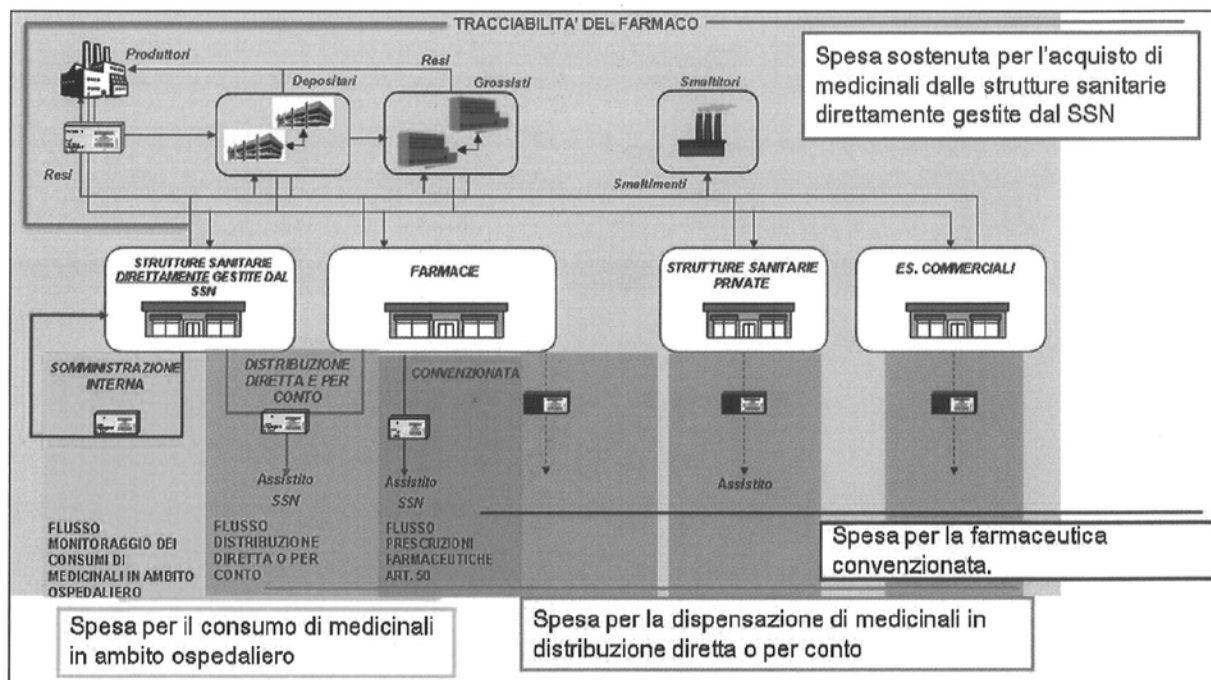 TRACCIABILITA' DEL FARMACO
Produttori
Depositari
Resi
Grossisti
Smaltitori
Spesa sostenuta per l'acquisto di
medicinali dalle strutture sanitarie
direttamente gestite dal SSN
Resi
Smaltimenti
STRUTTURE SANITARIE
DIRETTAMENTE GESTITE DAL
SSN
FARMACIE
STRUTTURE SANITARIE
PRIVATE
ES. COMMERCIALI
SOMMINISTRAZIONE
INTERNA
DISTRIBUZIONE
DIRETTA E PER
CONTO
CONVENZIONATA
Assistito
SSN
Assistito
SSN
Assistito
FLUSSO
MONITORAGGIO DEI
CONSUMI DI
MEDICINALI IN AMBITO
OSPEDALIERO
FLUSSO
DISTRIBUZIONE
DIRETTA O PER
CONTO
FLUSSO
PRESCRIZIONI
FARMACEUTICHE
ART. 50
Spesa per la farmaceutica
convenzionata.
Spesa per il consumo di medicinali
in ambito ospedaliero
Spesa per la dispensazione di medicinali in
distribuzione diretta o per conto